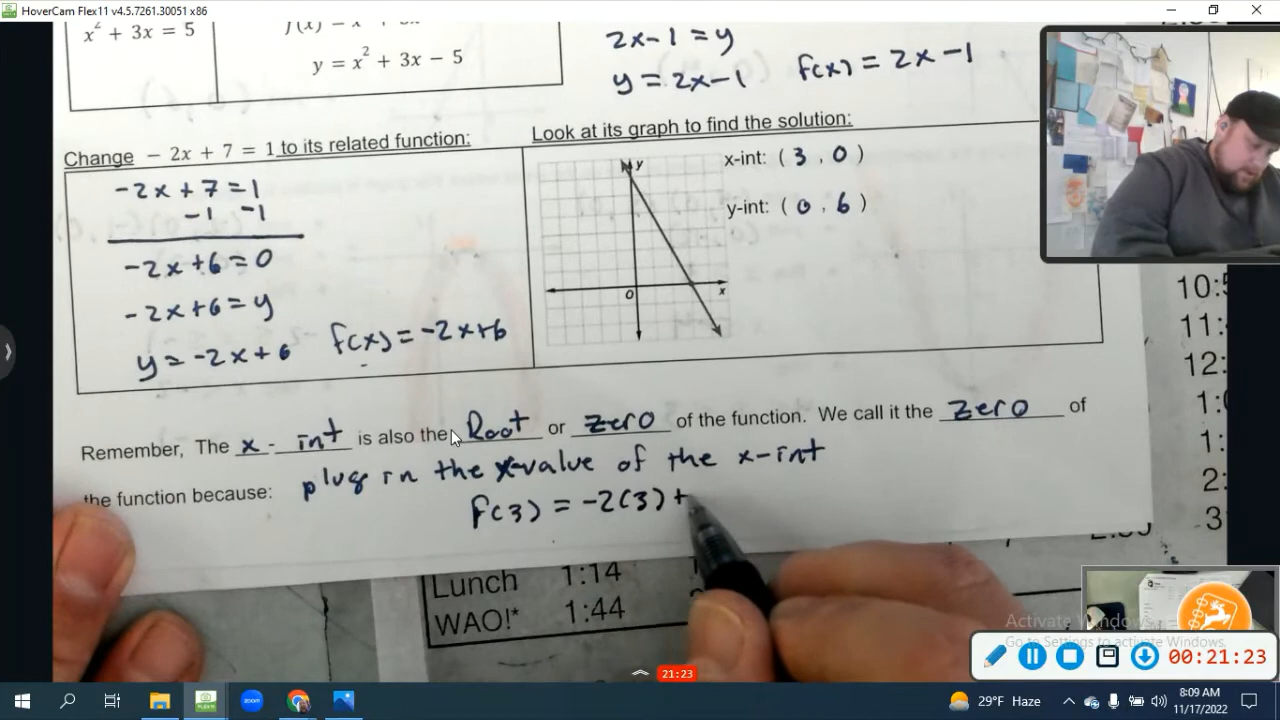 HoverCam Flex11 v4.5.7261.30051 x86
x² + 3x = 5
y = x² + 3x − 5
2x-1 = y
y = 2x-1
f(x) = 2x-1
Change − 2x + 7 = 1 to its related function:
-2x + 7 = 1
-1 -1
-2x + 6 = 0
-2x + 6 = y
y = -2x + 6
f(x) = -2x+6
Look at its graph to find the solution:
y
O
x
x-int: ( 3 , 0 )
y-int: ( 0 , 6 )
Remember, The x - int is also the Root or zero of the function. We call it the zero of
the function because: plug in the x-value of the x-int
f(3) = -2(3) +
Lunch 1:14
WAO!* 1:44
11:
12:
1:
2:
3
Activate Windows
Go to Settings to activate Windows.
00:21:23
21:23
zoom
29°F Haze
8:09 AM
11/17/2022